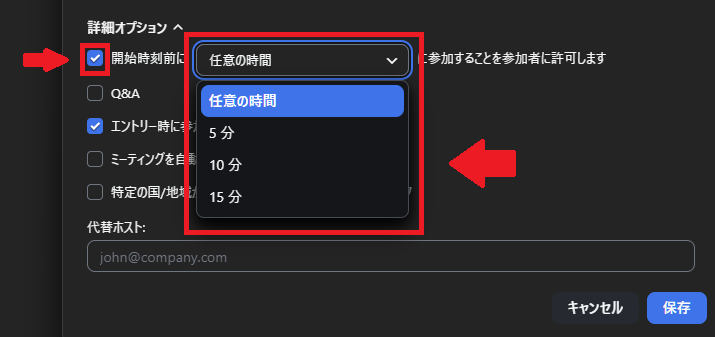 詳細オプション
開始時刻前に 任意の時間 に参加することを参加者に許可します
任意の時間
Q&A
5 分
エントリー時に参
10 分
ミーティングを自動
15 分
特定の国/地域
代替ホスト:
john@company.com
キャンセル 保存